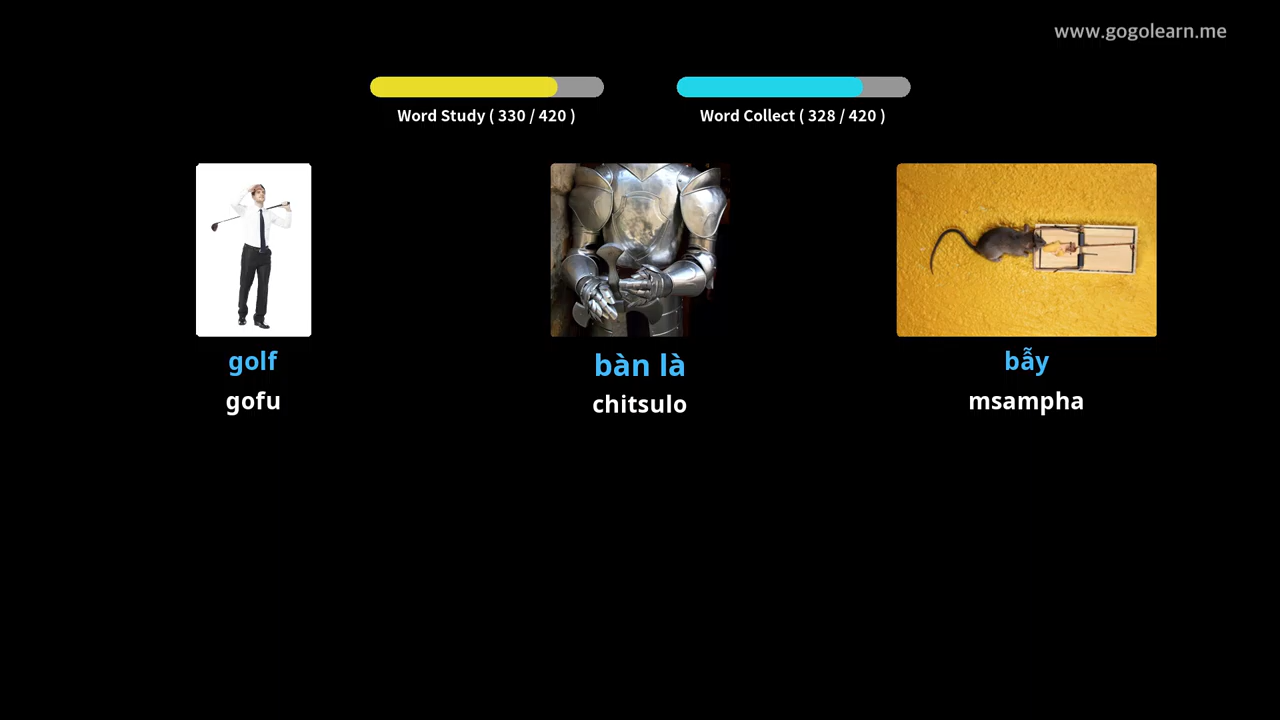 www.gogolearn.me
Word Study ( 330 / 420 )
Word Collect ( 328 / 420 )
golf
bàn là
bẫy
gofu
chitsulo
msampha